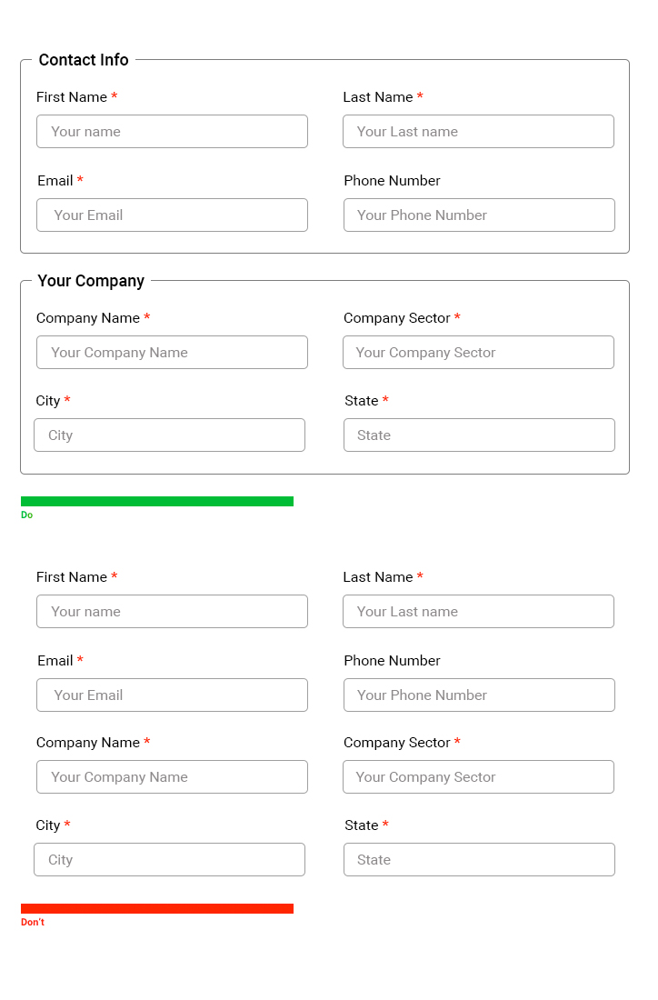 Contact Info
First Name * Last Name *
Your name Your Last name
Email * Phone Number
Your Email Your Phone Number
Your Company
Company Name * Company Sector *
Your Company Name Your Company Sector
City * State *
City State
Do
First Name * Last Name *
Your name Your Last name
Email * Phone Number
Your Email Your Phone Number
Company Name * Company Sector *
Your Company Name Your Company Sector
City * State *
City State
Don't